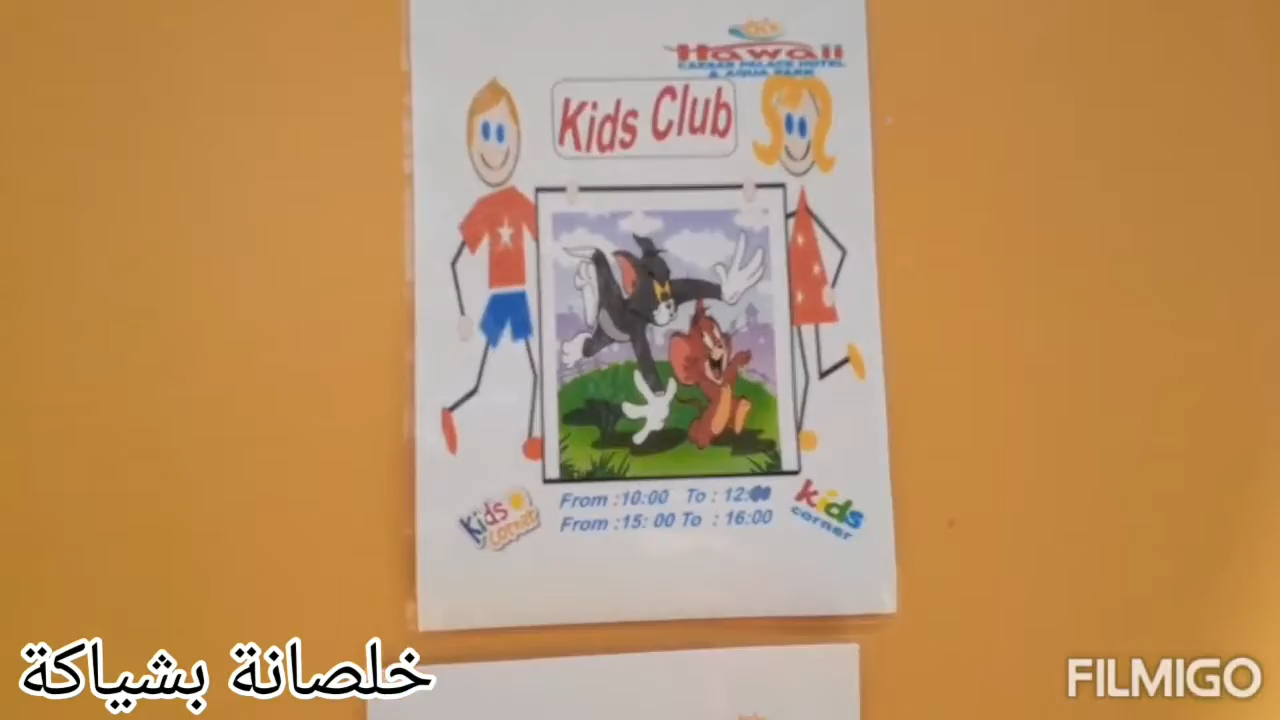 Hawaii
CAESAR PALACE HOTEL
& AQUA PARK
Kids Club
From :10:00 To : 12:00
From :15: 00 To : 16:00
Kids corner
kids corner
خلصانة بشياكة
FILMIGO